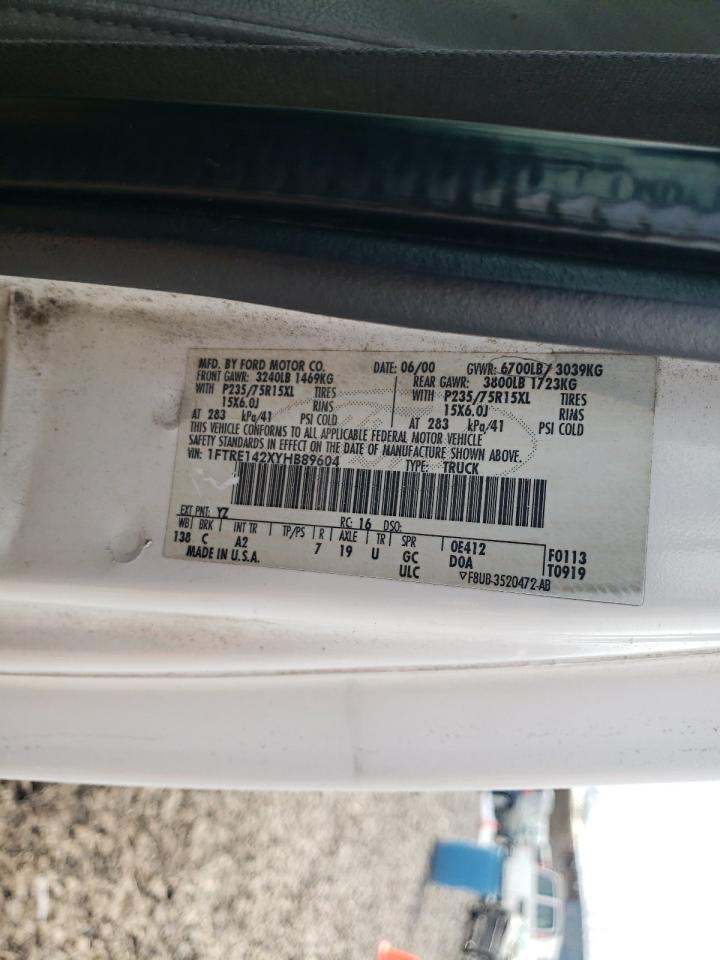 MFD. BY FORD MOTOR CO. DATE: 06/00 GVWR: 6700LB/ 3039KG
FRONT GAWR: 3240LB 1469KG REAR GAWR: 3800LB 1723KG
WITH P235/75R15XL TIRES WITH P235/75R15XL TIRES
15X6.0J RIMS 15X6.0J RIMS
AT 283 kPa/41 PSI COLD AT 283 kPa/41 PSI COLD
THIS VEHICLE CONFORMS TO ALL APPLICABLE FEDERAL MOTOR VEHICLE
SAFETY STANDARDS IN EFFECT ON THE DATE OF MANUFACTURE SHOWN ABOVE.
VIN: 1FTRE142XYHB89604 TYPE: TRUCK
EXT PNT: YZ RC: 16 DSO:
WB BRK INT TR TP/PS R AXLE TR SPR 0E412 F0113
138 C A2 7 19 U GC DOA T0919
MADE IN U.S.A. ULC ▽F8UB-3520472-AB